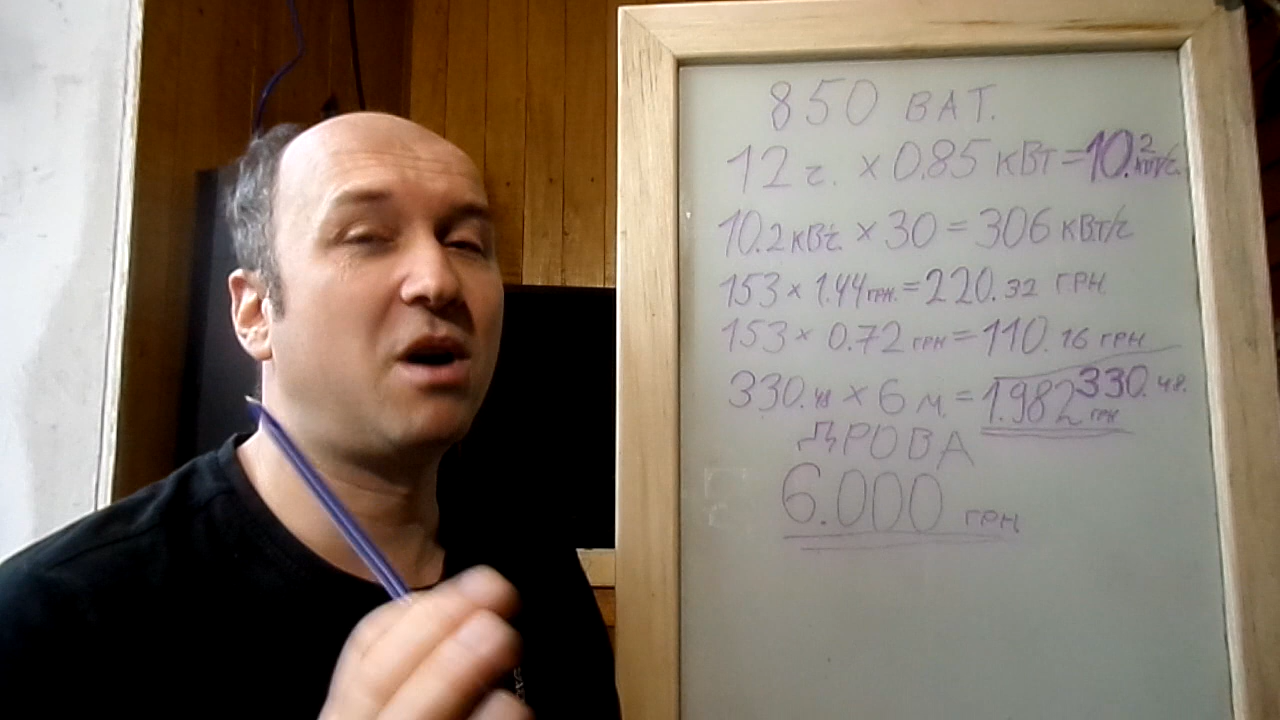 850 ВАТ.
12 г. × 0.85 кВт = 10.2 кВт/г.
10.2 кВт. × 30 = 306 кВт/г
153 × 1.44 грн. = 220.32 ГРН.
153 × 0.72 грн = 110.16 грн
330.48 × 6 м. = 1.982 грн
330.48.
ДРОВА
6.000 грн